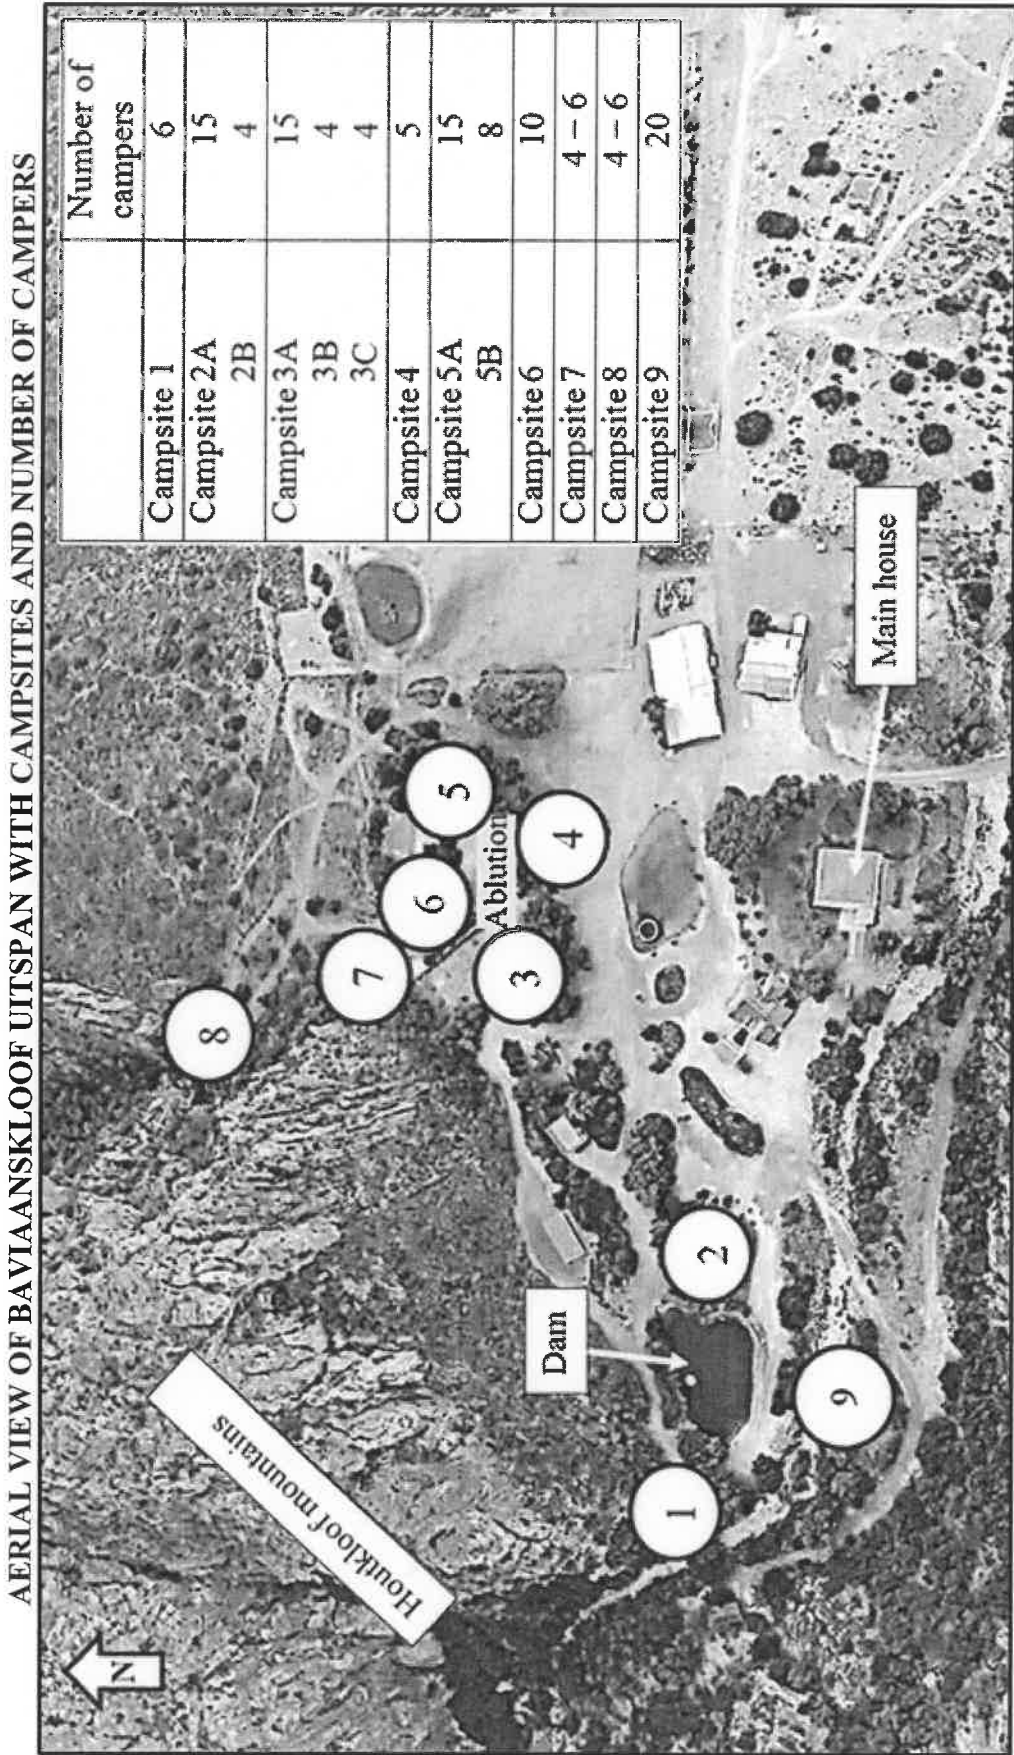 AERIAL VIEW OF BAVIAANSKLOOF UITSPAN WITH CAMPSITES AND NUMBER OF CAMPERS
N
Houtkloof mountains
Number of
campers
Campsite 1 6
Campsite 2A 15
2B 4
Campsite 3A 15
3B 4
3C 4
Campsite 4 5
Campsite 5A 15
5B 8
Campsite 6 10
Campsite 7 4 – 6
Campsite 8 4 – 6
Campsite 9 20
8
7
6
5
Ablution
3
4
Dam
1
2
9
Main house